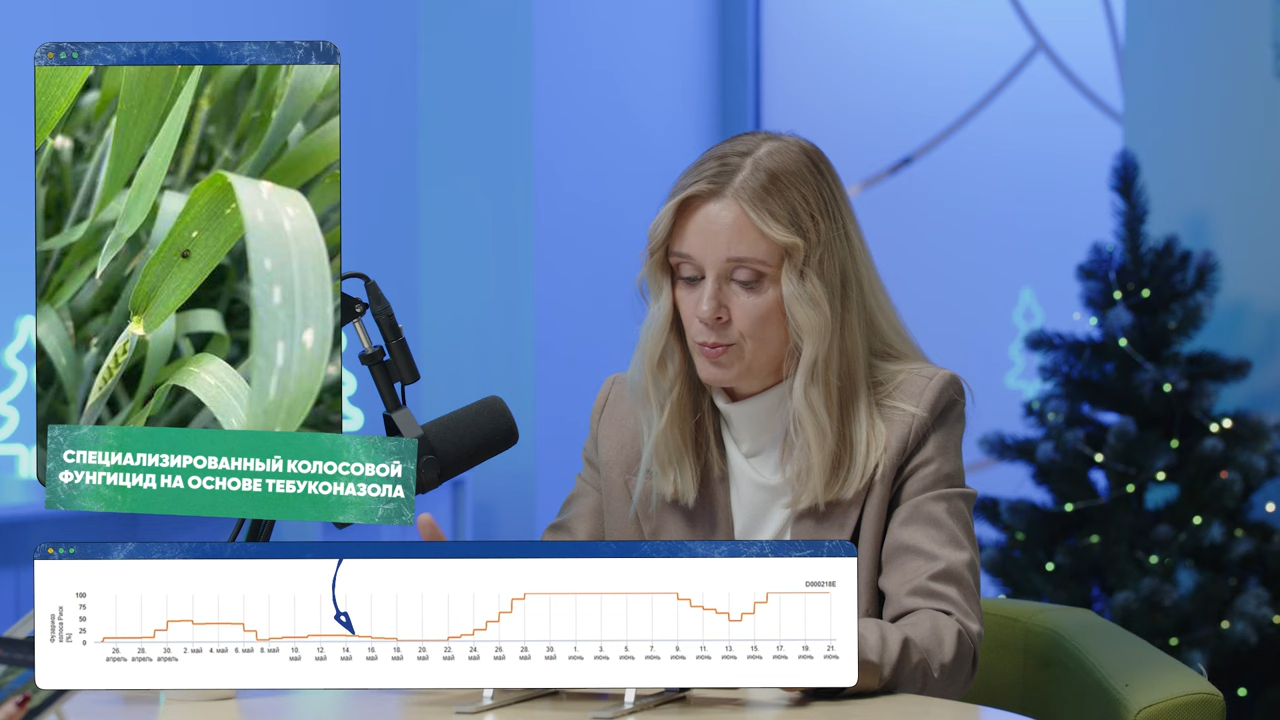 СПЕЦИАЛИЗИРОВАННЫЙ КОЛОСОВОЙ
ФУНГИЦИД НА ОСНОВЕ ТЕБУКОНАЗОЛА
D000218E
Фузариоз
колоса Риск
[%]
100
75
50
25
0
26. 28. 30. 2. май 4. май 6. май 8. май 10. 12. 14. 16. 18. 20. 22. 24. 26. 28. 30. 1. 3. 5. 7. 9. 11. 13. 15. 17. 19. 21.
апрель апрель апрель май май май май май май май май май май май июнь июнь июнь июнь июнь июнь июнь июнь июнь июнь июнь